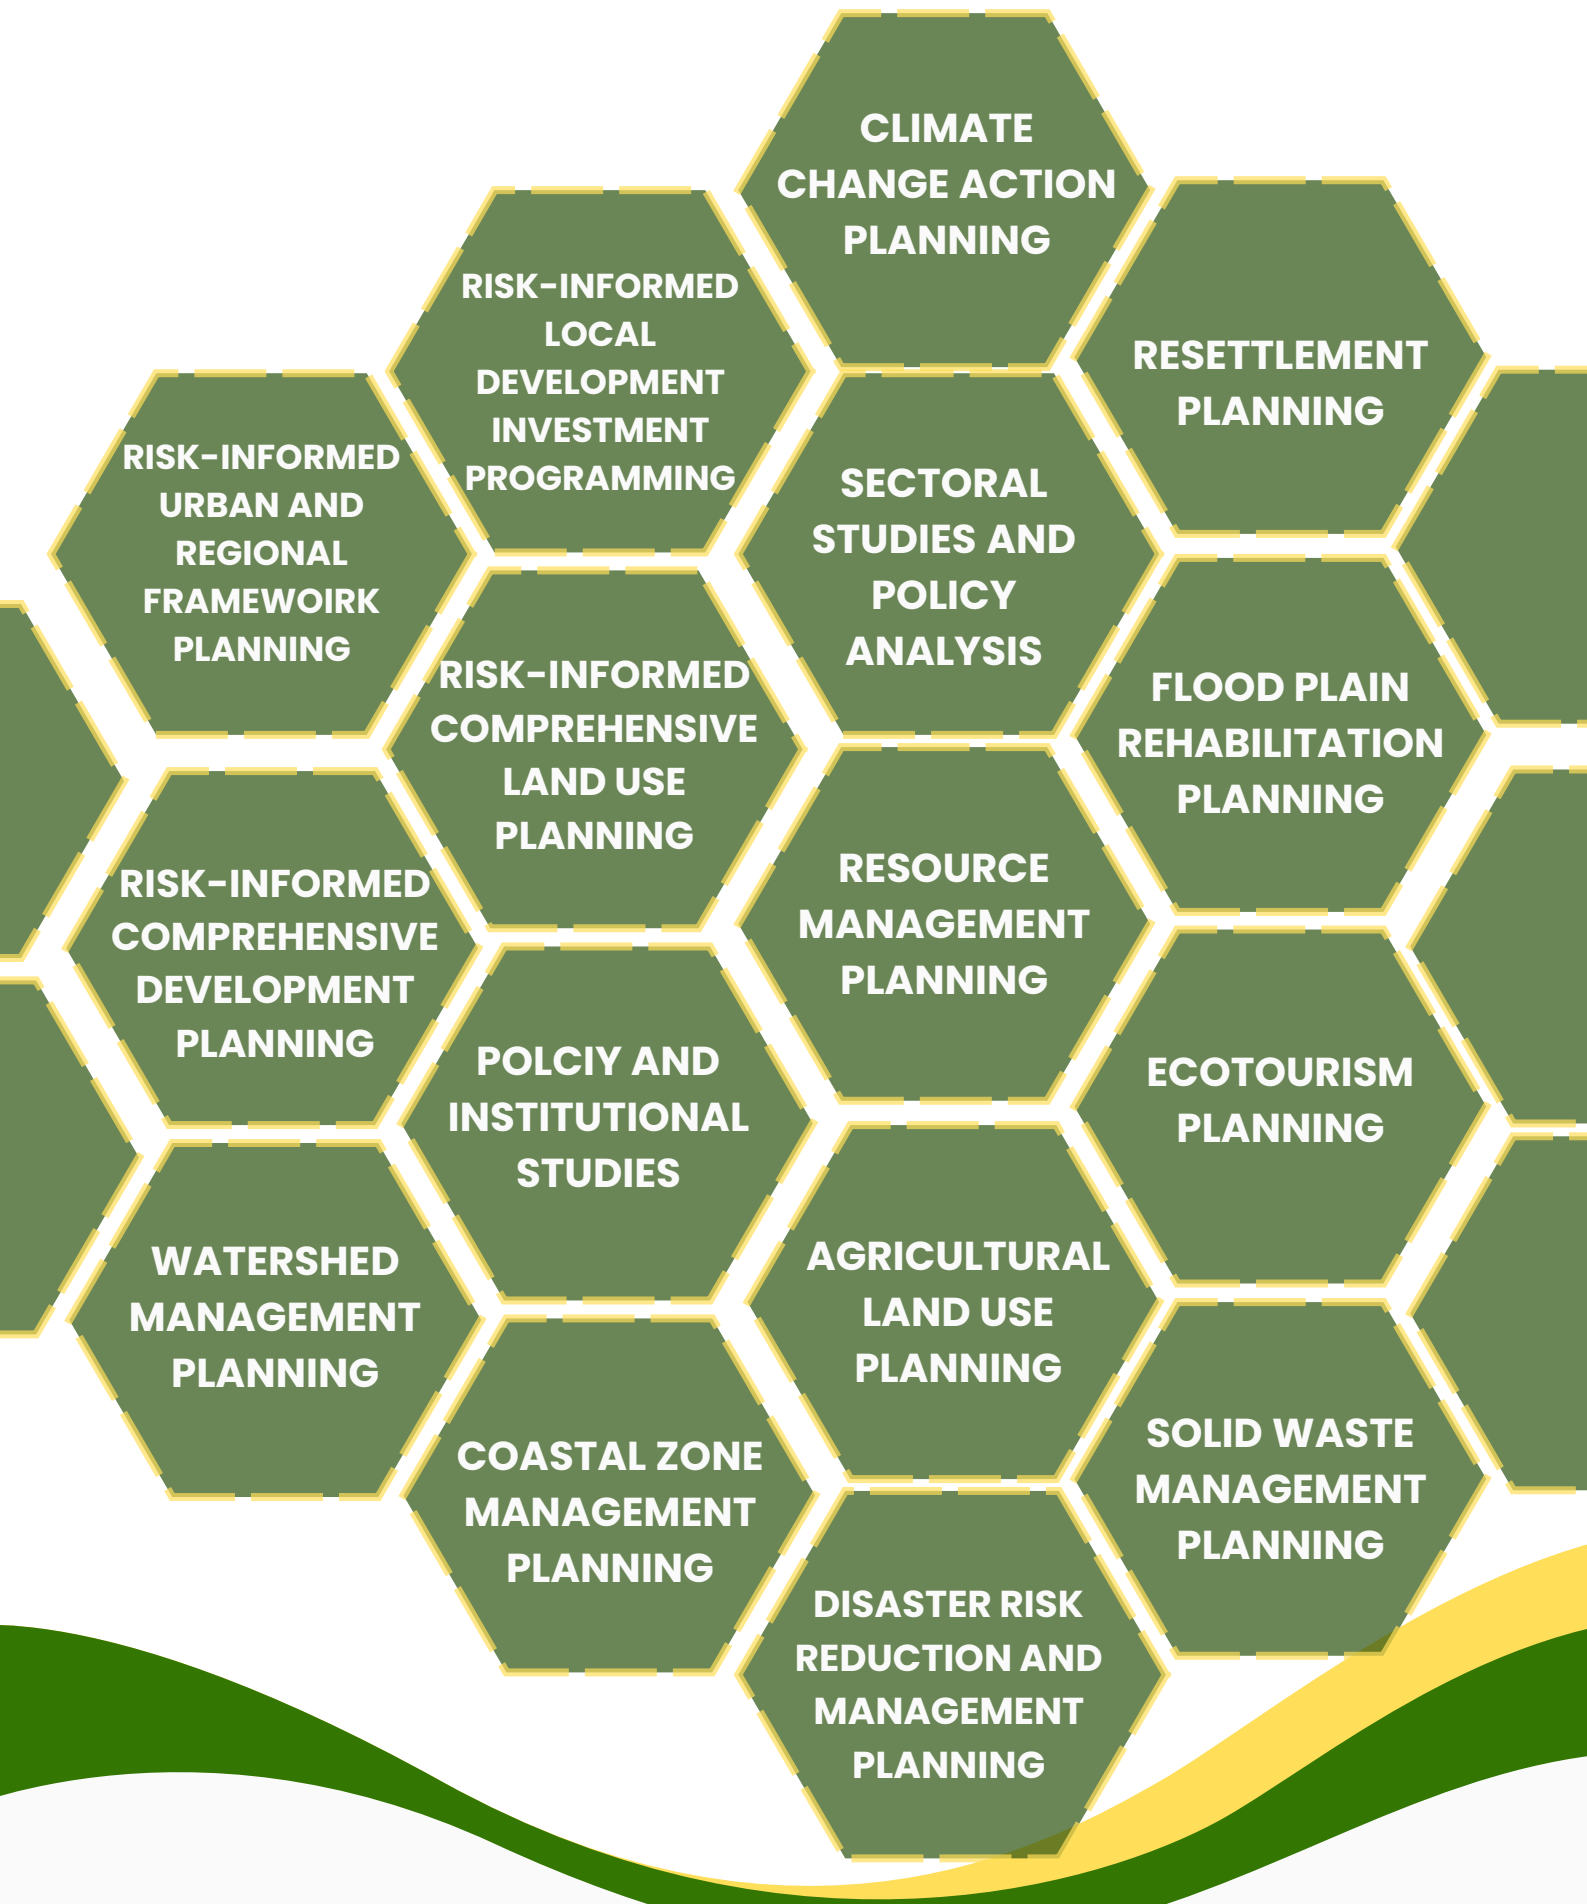 CLIMATE
CHANGE ACTION
PLANNING
RISK-INFORMED
LOCAL
DEVELOPMENT
INVESTMENT
PROGRAMMING
RESETTLEMENT
PLANNING
RISK-INFORMED
URBAN AND
REGIONAL
FRAMEWOIRK
PLANNING
SECTORAL
STUDIES AND
POLICY
ANALYSIS
RISK-INFORMED
COMPREHENSIVE
LAND USE
PLANNING
FLOOD PLAIN
REHABILITATION
PLANNING
RISK-INFORMED
COMPREHENSIVE
DEVELOPMENT
PLANNING
RESOURCE
MANAGEMENT
PLANNING
POLCIY AND
INSTITUTIONAL
STUDIES
ECOTOURISM
PLANNING
WATERSHED
MANAGEMENT
PLANNING
AGRICULTURAL
LAND USE
PLANNING
COASTAL ZONE
MANAGEMENT
PLANNING
SOLID WASTE
MANAGEMENT
PLANNING
DISASTER RISK
REDUCTION AND
MANAGEMENT
PLANNING